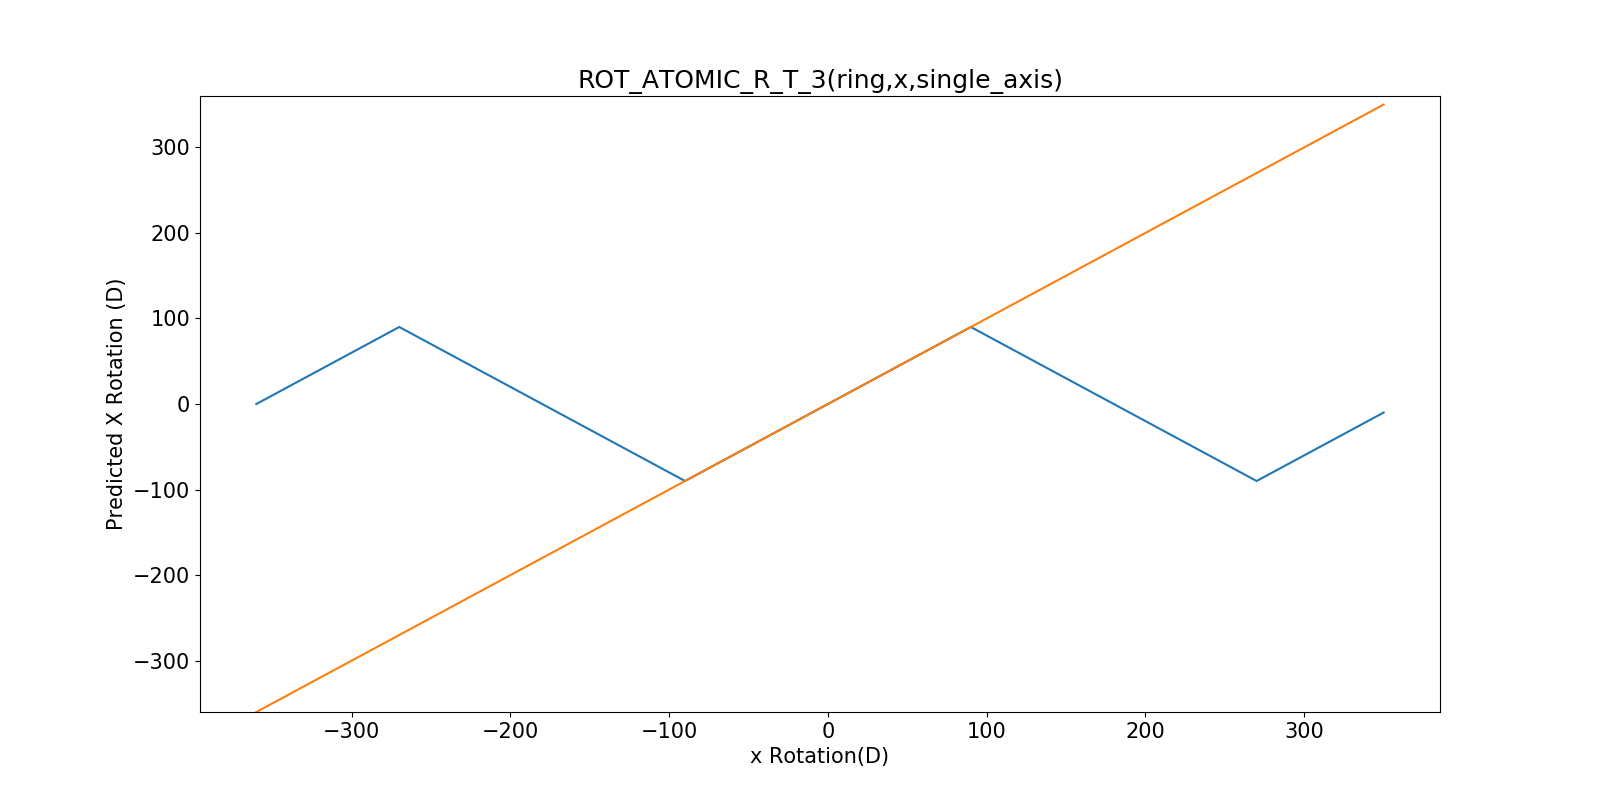 ROT_ATOMIC_R_T_3(ring,x,single_axis)
300
200
100
0
−100
−200
−300
Predicted X Rotation (D)
−300 −200 −100 0 100 200 300
x Rotation(D)